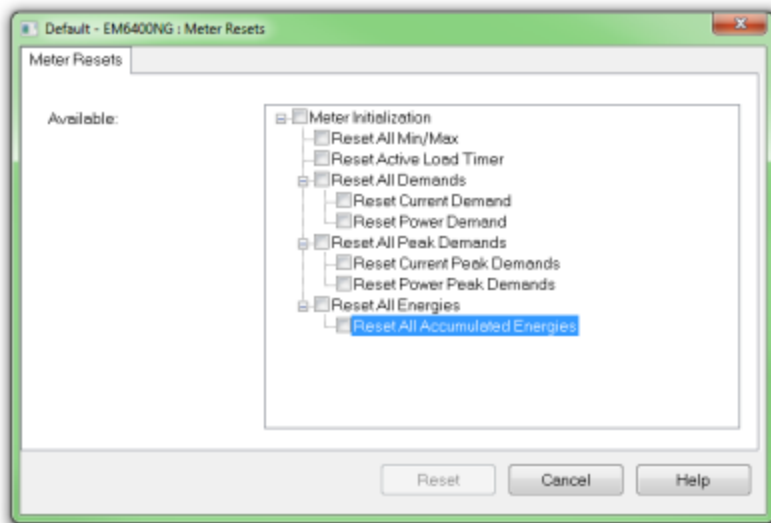 Default - EM6400NG : Meter Resets
Meter Resets
Available:
Meter Initialization
Reset All Min/Max
Reset Active Load Timer
Reset All Demands
Reset Current Demand
Reset Power Demand
Reset All Peak Demands
Reset Current Peak Demands
Reset Power Peak Demands
Reset All Energies
Reset All Accumulated Energies
Reset Cancel Help